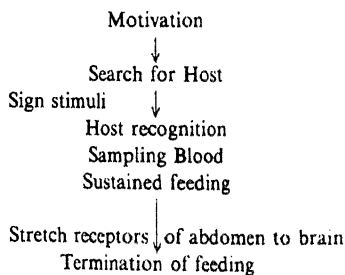 Motivation
Search for Host
Sign stimuli
Host recognition
Sampling Blood
Sustained feeding
Stretch receptors of abdomen to brain
Termination of feeding